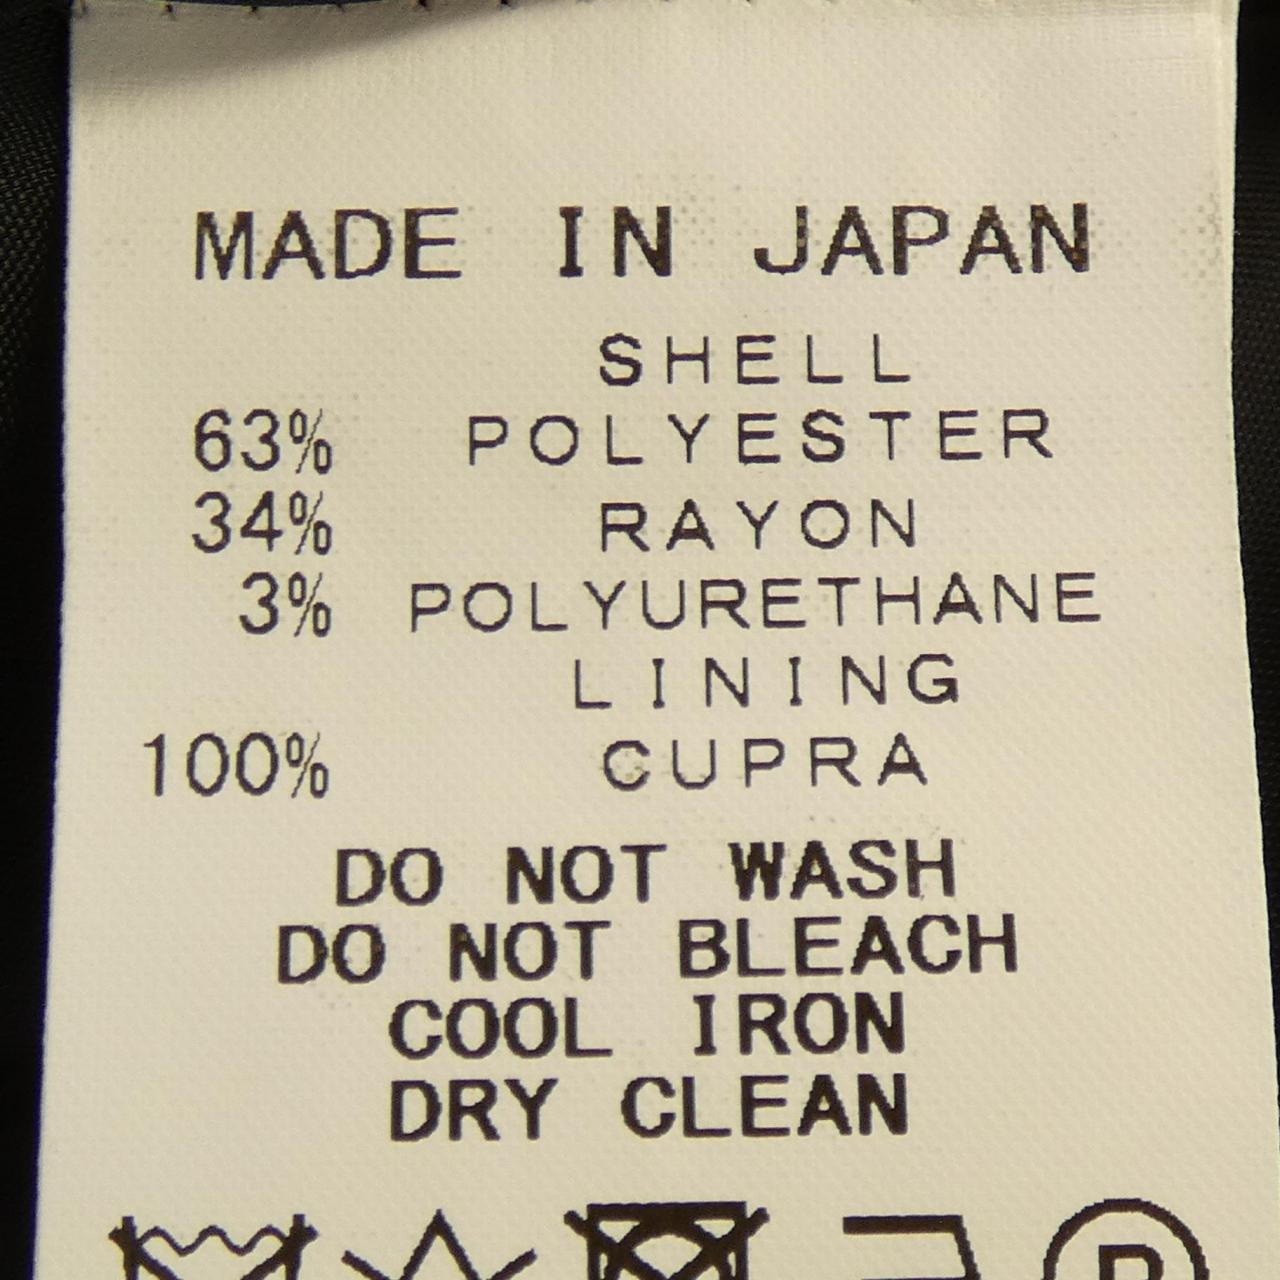 MADE IN JAPAN
SHELL
63% POLYESTER
34% RAYON
3% POLYURETHANE
LINING
100% CUPRA
DO NOT WASH
DO NOT BLEACH
COOL IRON
DRY CLEAN
P